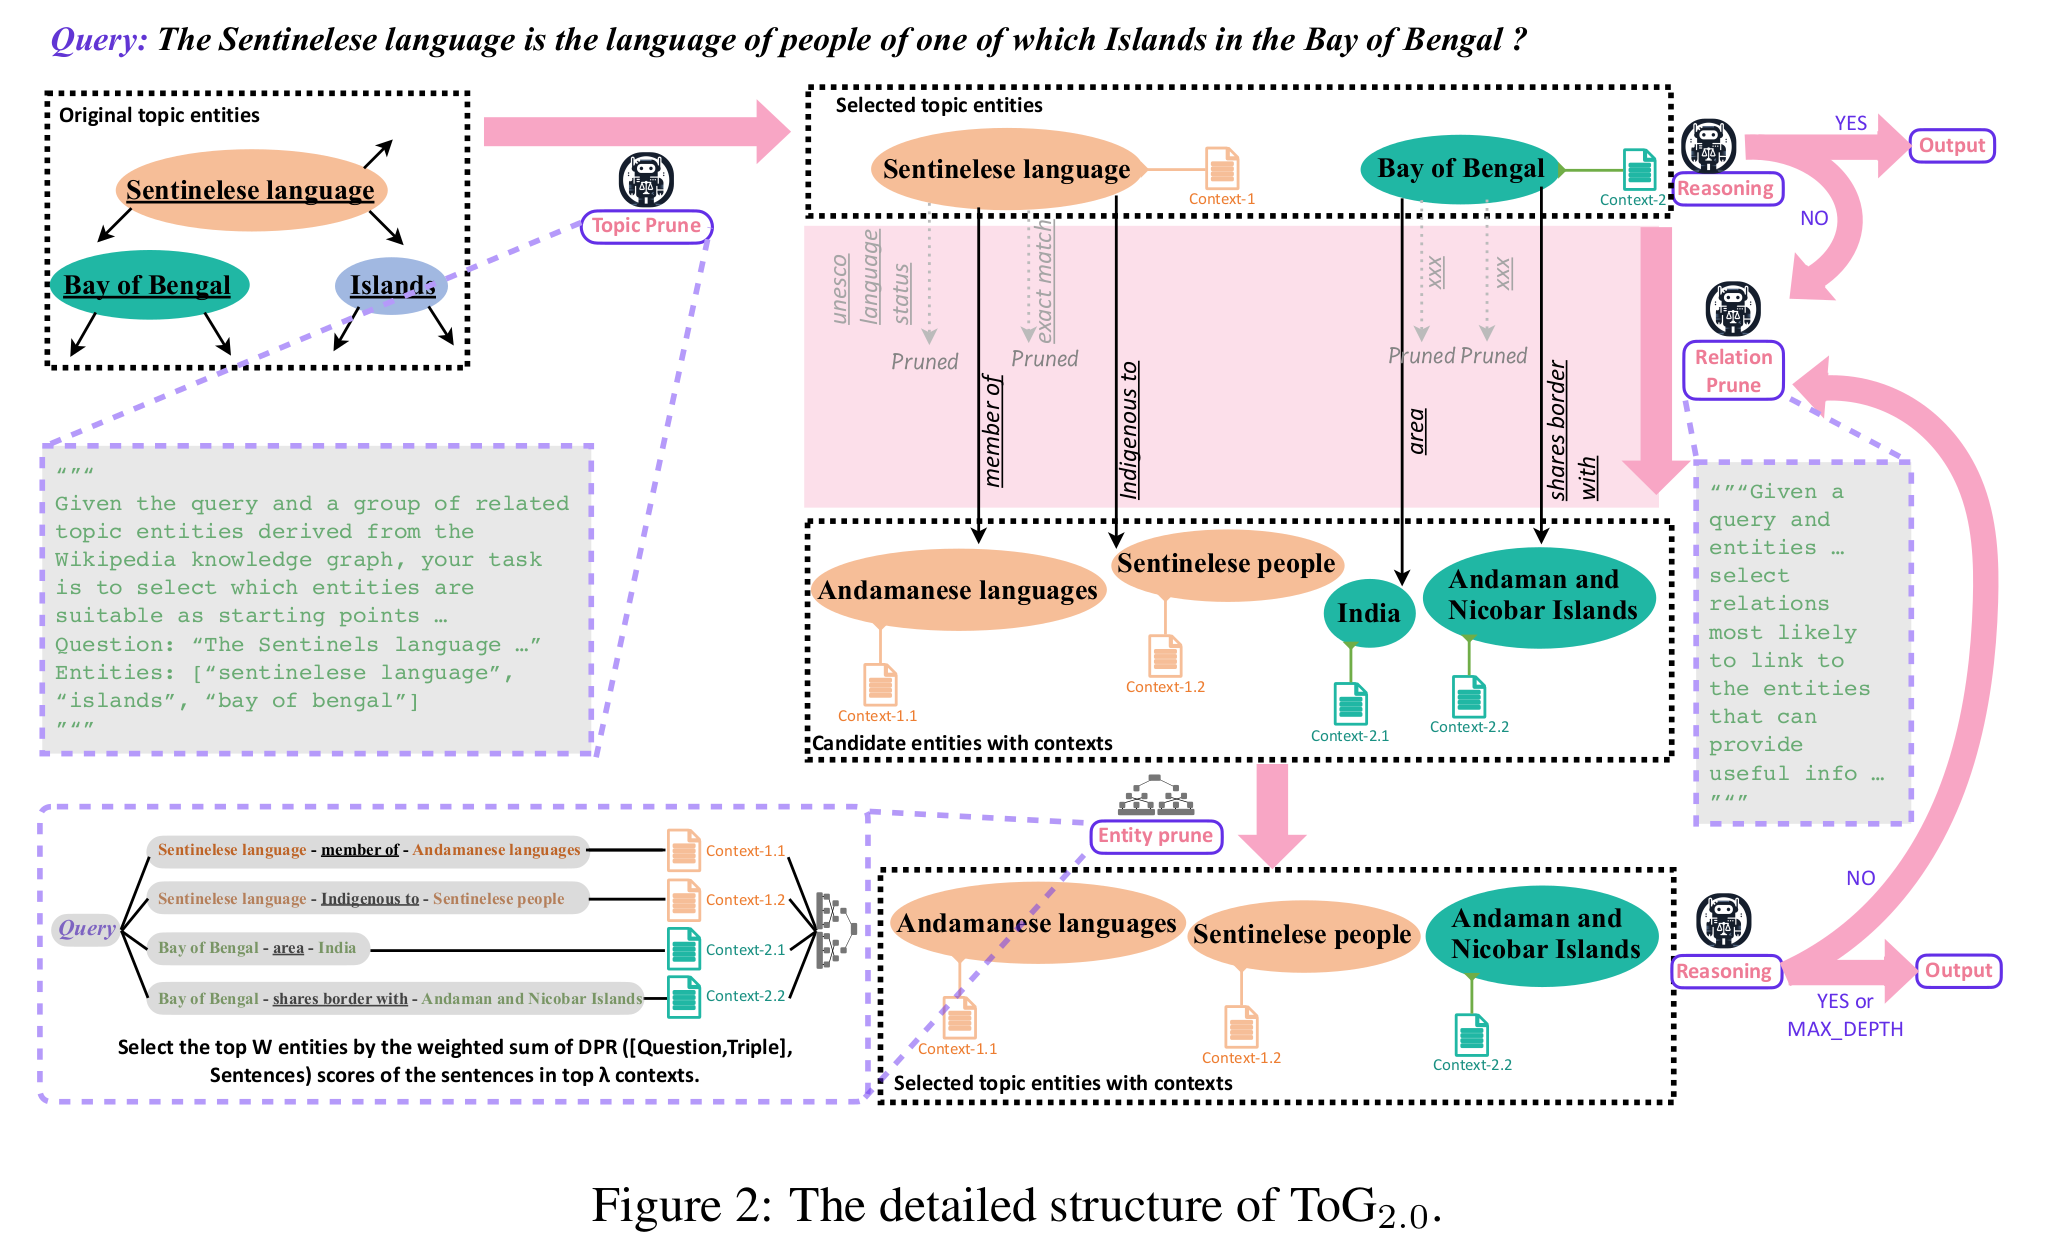 Query: The Sentinelese language is the language of people of one of which Islands in the Bay of Bengal ?
Original topic entities
Sentinelese language
Bay of Bengal
Islands
Topic Prune
“”“
Given the query and a group of related
topic entities derived from the
Wikipedia knowledge graph, your task
is to select which entities are
suitable as starting points …
Question: “The Sentinels language …”
Entities: [“sentinelese language”,
“islands”, “bay of bengal”]
”“”
Selected topic entities
Sentinelese language
Context-1
Bay of Bengal
Context-2
Reasoning
YES
Output
NO
unesco
language
status
Pruned
exact match
Pruned
member of
Indigenous to
xxx
Pruned
xxx
Pruned
area
shares border
with
Relation
Prune
“”“Given a
query and
entities …
select
relations
most likely
to link to
the entities
that can
provide
useful info …
”“”
Andamanese languages
Context-1.1
Sentinelese people
Context-1.2
India
Context-2.1
Andaman and
Nicobar Islands
Context-2.2
Candidate entities with contexts
Entity prune
Query
Sentinelese language - member of - Andamanese languages
Context-1.1
Sentinelese language - Indigenous to - Sentinelese people
Context-1.2
Bay of Bengal - area - India
Context-2.1
Bay of Bengal - shares border with - Andaman and Nicobar Islands
Context-2.2
Select the top W entities by the weighted sum of DPR ([Question,Triple],
Sentences) scores of the sentences in top λ contexts.
Andamanese languages
Context-1.1
Sentinelese people
Context-1.2
Andaman and
Nicobar Islands
Context-2.2
Selected topic entities with contexts
Reasoning
NO
Output
YES or
MAX_DEPTH
Figure 2: The detailed structure of ToG2.0.